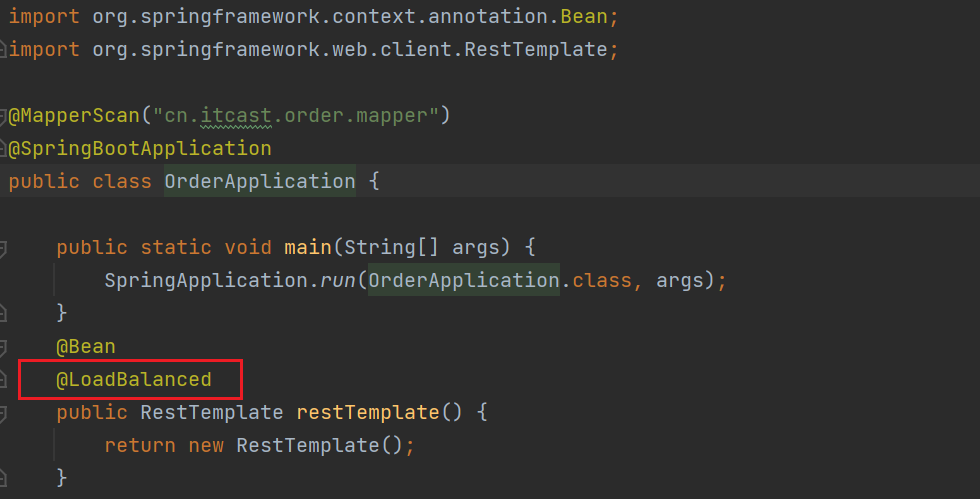 import org.springframework.context.annotation.Bean;
import org.springframework.web.client.RestTemplate;
@MapperScan("cn.itcast.order.mapper")
@SpringBootApplication
public class OrderApplication {
public static void main(String[] args) {
SpringApplication.run(OrderApplication.class, args);
}
@Bean
@LoadBalanced
public RestTemplate restTemplate() {
return new RestTemplate();
}